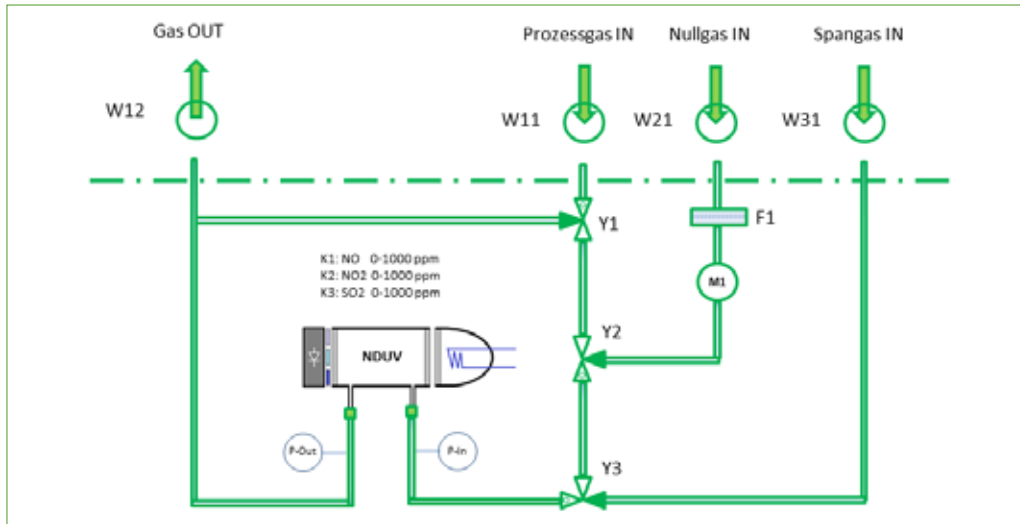 Gas OUT
Prozessgas IN
Nullgas IN
Spangas IN
W12
W11
W21
W31
Y1
F1
K1: NO 0-1000 ppm
K2: NO2 0-1000 ppm
K3: SO2 0-1000 ppm
M1
Y2
NDUV
P-Out
P-In
Y3